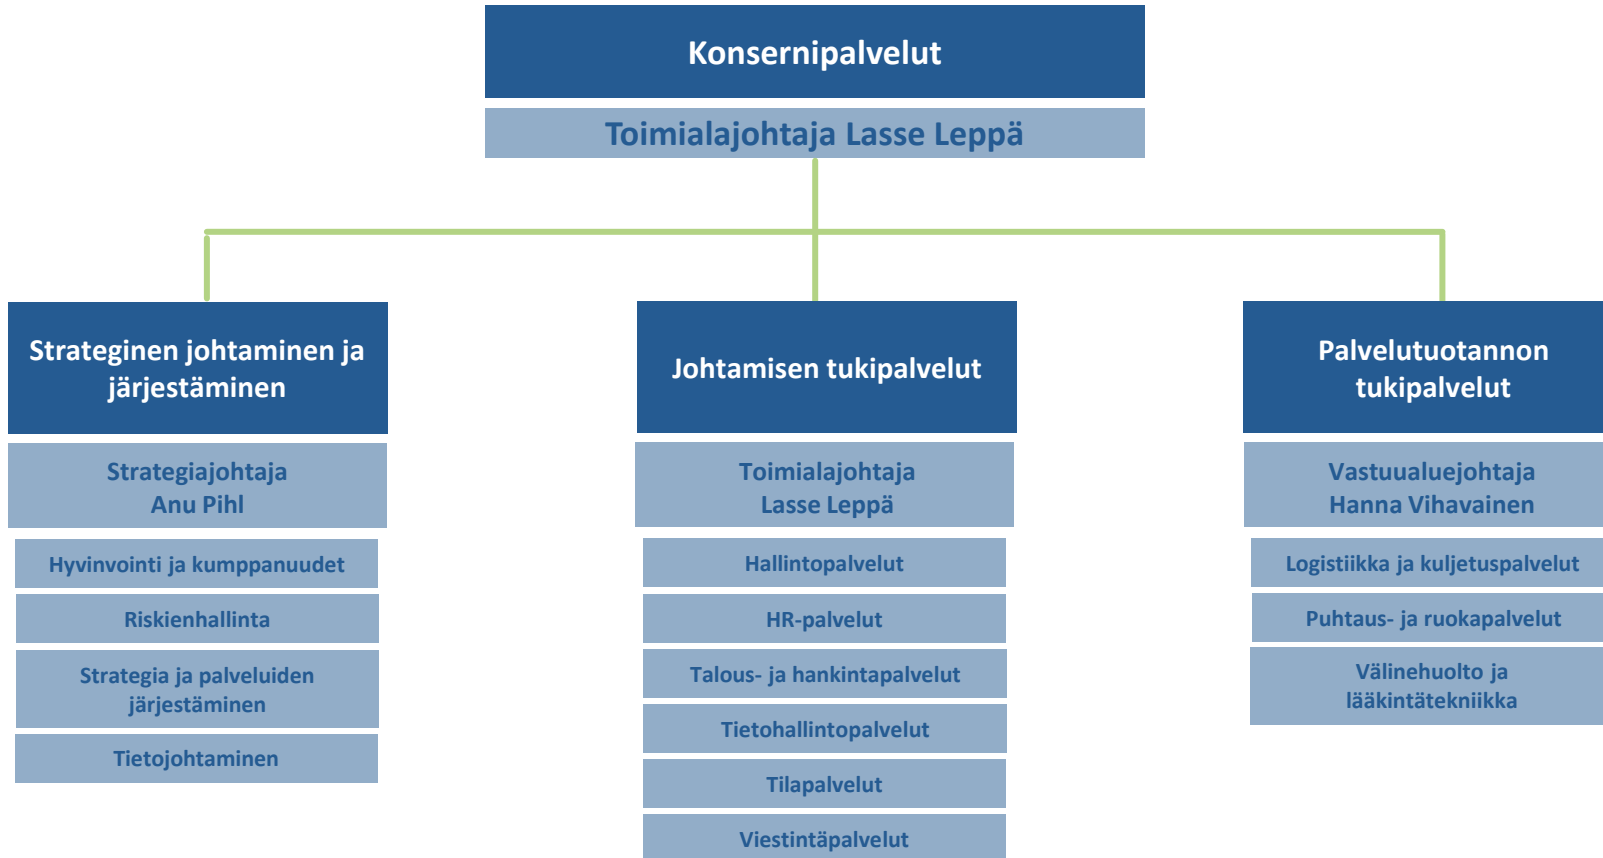 Konsernipalvelut
Toimialajohtaja Lasse Leppä
Strateginen johtaminen ja
järjestäminen
Strategiajohtaja
Anu Pihl
Hyvinvointi ja kumppanuudet
Riskienhallinta
Strategia ja palveluiden
järjestäminen
Tietojohtaminen
Johtamisen tukipalvelut
Toimialajohtaja
Lasse Leppä
Hallintopalvelut
HR-palvelut
Talous- ja hankintapalvelut
Tietohallintopalvelut
Tilapalvelut
Viestintäpalvelut
Palvelutuotannon
tukipalvelut
Vastuualuejohtaja
Hanna Vihavainen
Logistiikka ja kuljetuspalvelut
Puhtaus- ja ruokapalvelut
Välinehuolto ja
lääkintätekniikka